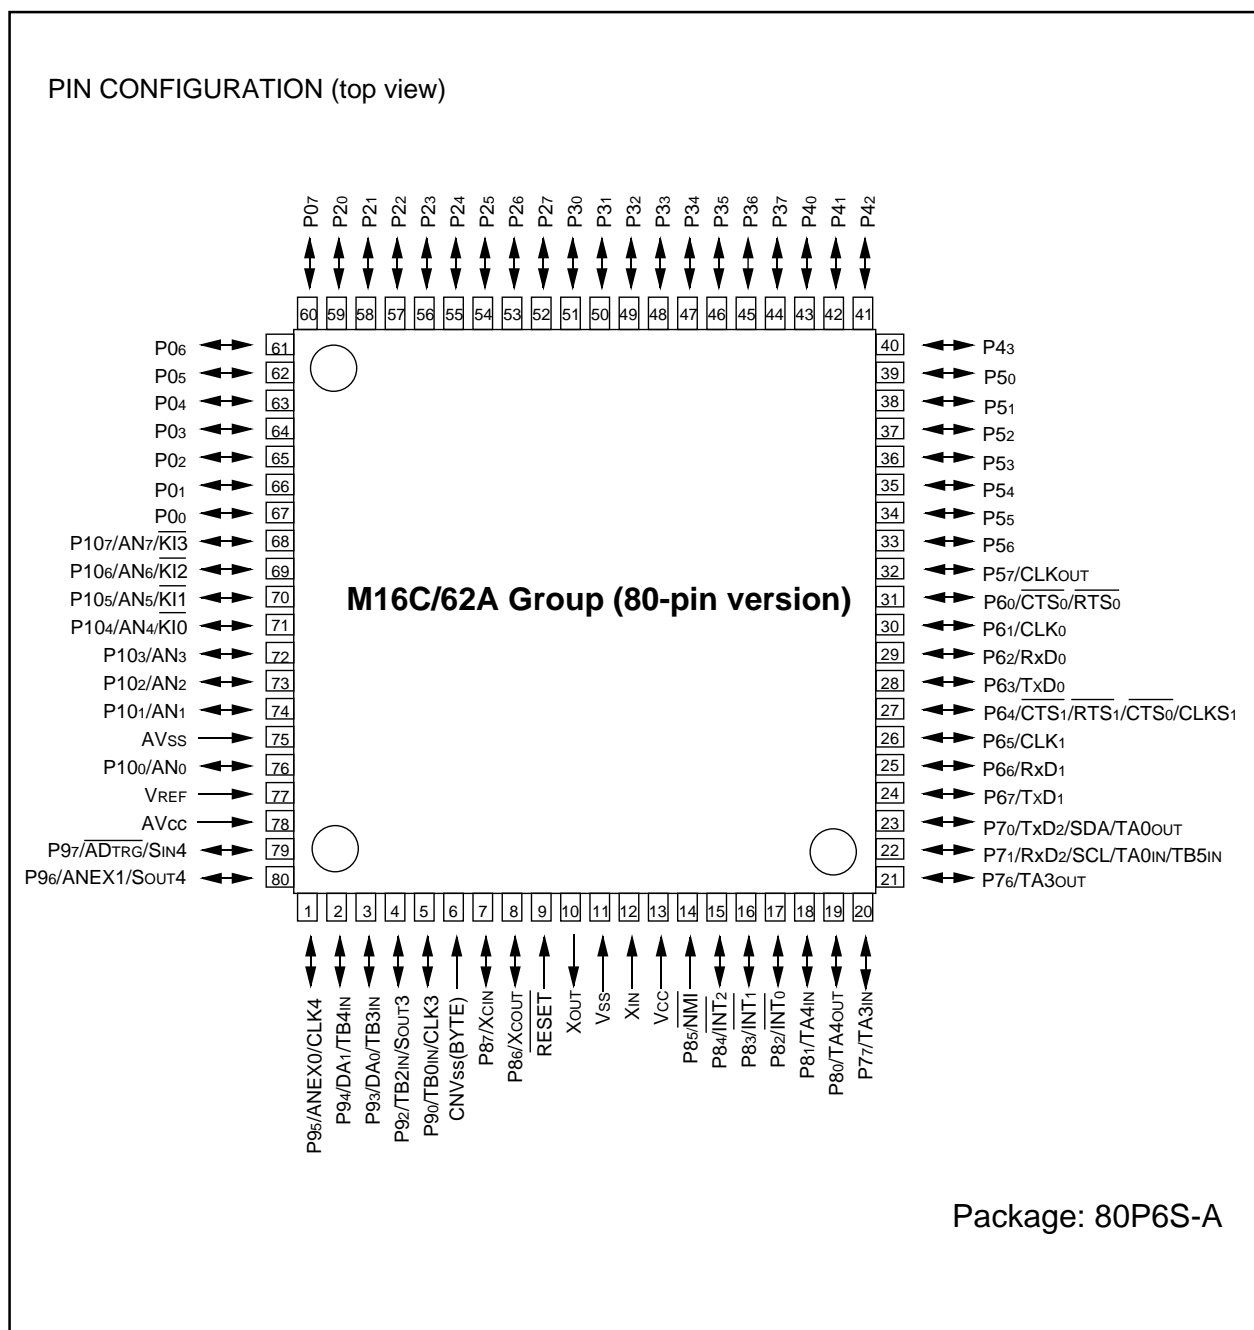 PIN CONFIGURATION (top view)
P07
P20
P21
P22
P23
P24
P25
P26
P27
P30
P31
P32
P33
P34
P35
P36
P37
P40
P41
P42
60
59
58
57
56
55
54
53
52
51
50
49
48
47
46
45
44
43
42
41
P06 61
P05 62
P04 63
P03 64
P02 65
P01 66
P00 67
P107/AN7/KI3 68
P106/AN6/KI2 69
P105/AN5/KI1 70
P104/AN4/KI0 71
P103/AN3 72
P102/AN2 73
P101/AN1 74
AVSS 75
P100/AN0 76
VREF 77
AVCC 78
P97/ADTRG/SIN4 79
P96/ANEX1/SOUT4 80
M16C/62A Group (80-pin version)
40 P43
39 P50
38 P51
37 P52
36 P53
35 P54
34 P55
33 P56
32 P57/CLKOUT
31 P60/CTS0/RTS0
30 P61/CLK0
29 P62/RxD0
28 P63/TxD0
27 P64/CTS1/RTS1/CTS0/CLKS1
26 P65/CLK1
25 P66/RxD1
24 P67/TxD1
23 P70/TxD2/SDA/TA0OUT
22 P71/RxD2/SCL/TA0IN/TB5IN
21 P76/TA3OUT
1
2
3
4
5
6
7
8
9
10
11
12
13
14
15
16
17
18
19
20
P95/ANEX0/CLK4
P94/DA1/TB4IN
P93/DA0/TB3IN
P92/TB2IN/SOUT3
P90/TB0IN/CLK3
CNVSS(BYTE)
P87/XCIN
P86/XCOUT
RESET
XOUT
VSS
XIN
VCC
P85/NMI
P84/INT2
P83/INT1
P82/INT0
P81/TA4IN
P80/TA4OUT
P77/TA3IN
Package: 80P6S-A